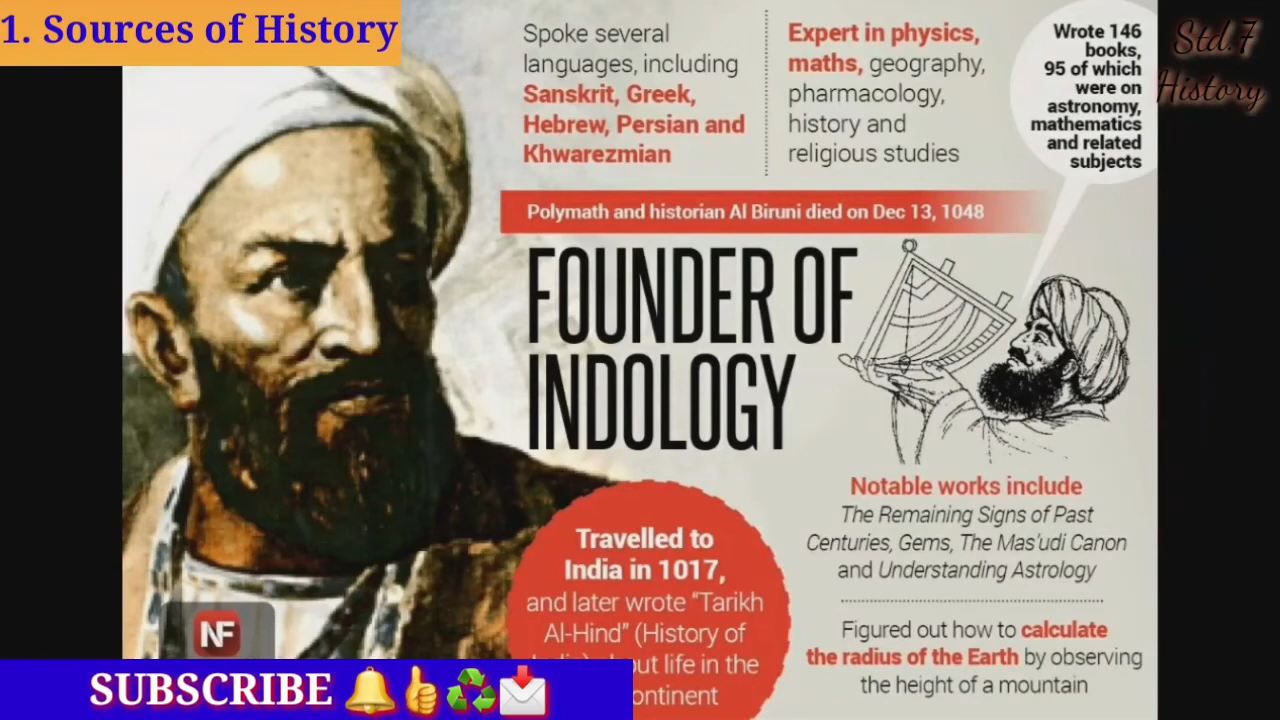 1. Sources of History
Std.7
History
Spoke several
languages, including
Sanskrit, Greek,
Hebrew, Persian and
Khwarezmian
Expert in physics,
maths, geography,
pharmacology,
history and
religious studies
Wrote 146
books,
95 of which
were on
astronomy,
mathematics
and related
subjects
Polymath and historian Al Biruni died on Dec 13, 1048
FOUNDER OF
INDOLOGY
Travelled to
India in 1017,
and later wrote "Tarikh
Al-Hind" (History of
life in the
Notable works include
The Remaining Signs of Past
Centuries, Gems, The Mas'udi Canon
and Understanding Astrology
Figured out how to calculate
the radius of the Earth by observing
the height of a mountain
NF
SUBSCRIBE